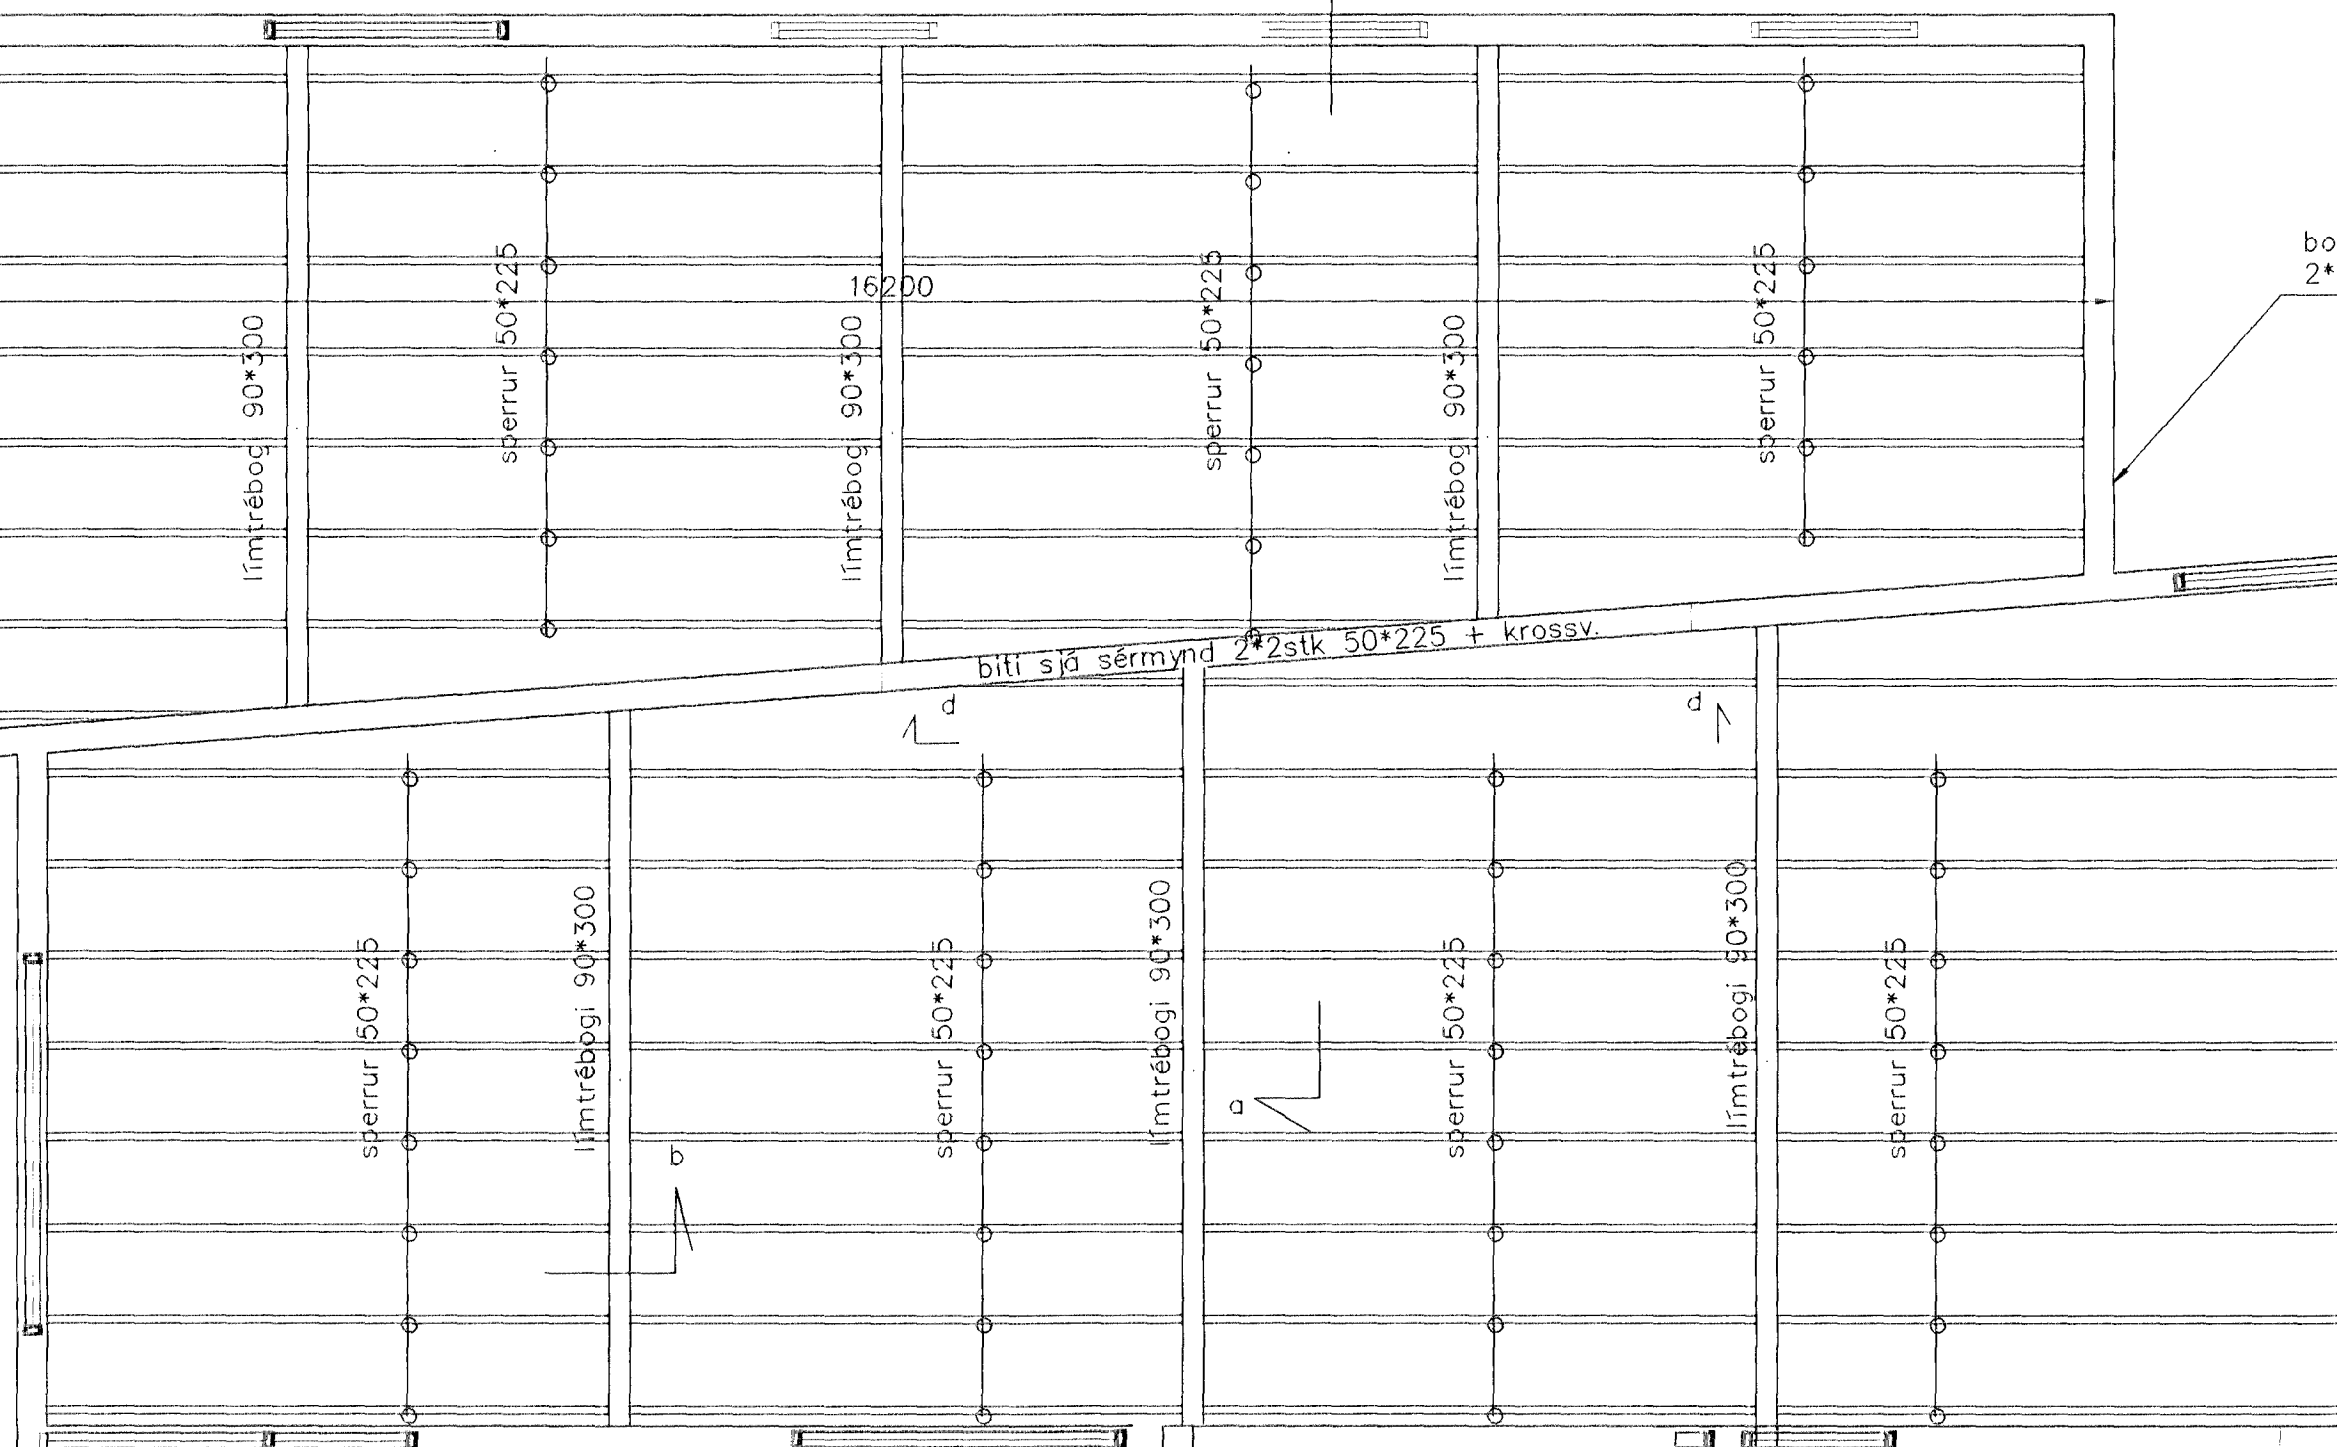 sperrur 50*225
16200
sperrur 50*225
sperrur 50*225
bo
2*
límtrébogi 90*300
límtrébogi 90*300
límtrébogi 90*300
biti sjá sérmynd 2*2stk 50*225 + krossv.
d
d
límtrébogi 90*300
límtrébogi 90*300
límtrébogi 90*300
sperrur 50*225
sperrur 50*225
sperrur 50*225
sperrur 50*225
a
b